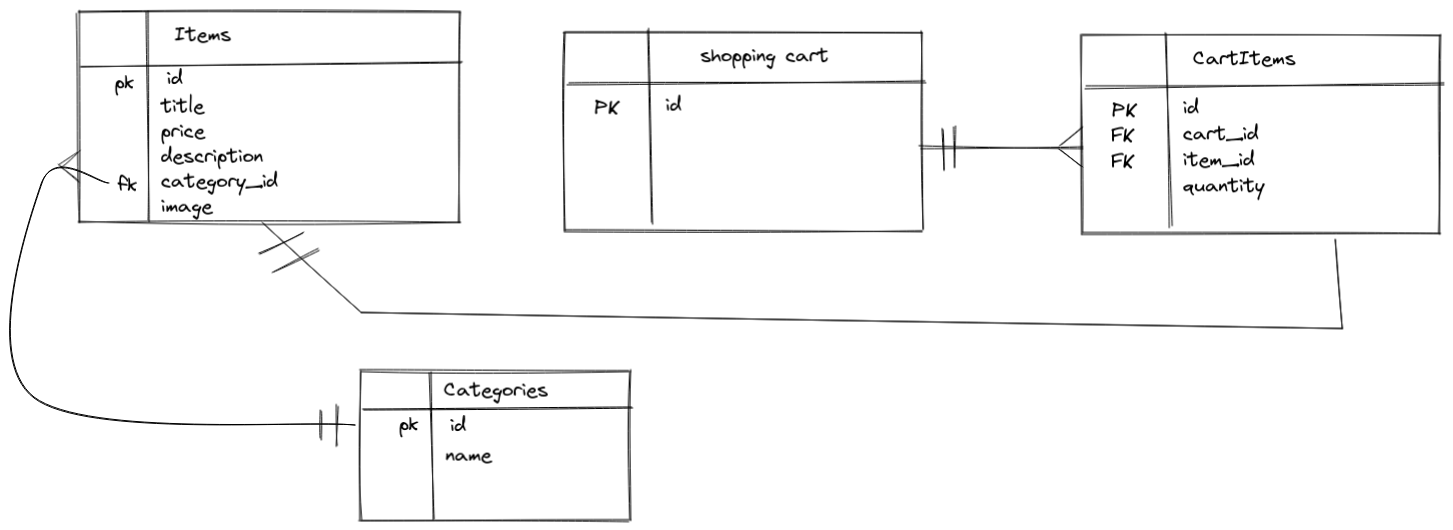 Items
pk id
title
price
description
fk category_id
image
shopping cart
PK id
CartItems
PK id
FK cart_id
FK item_id
quantity
Categories
pk id
name